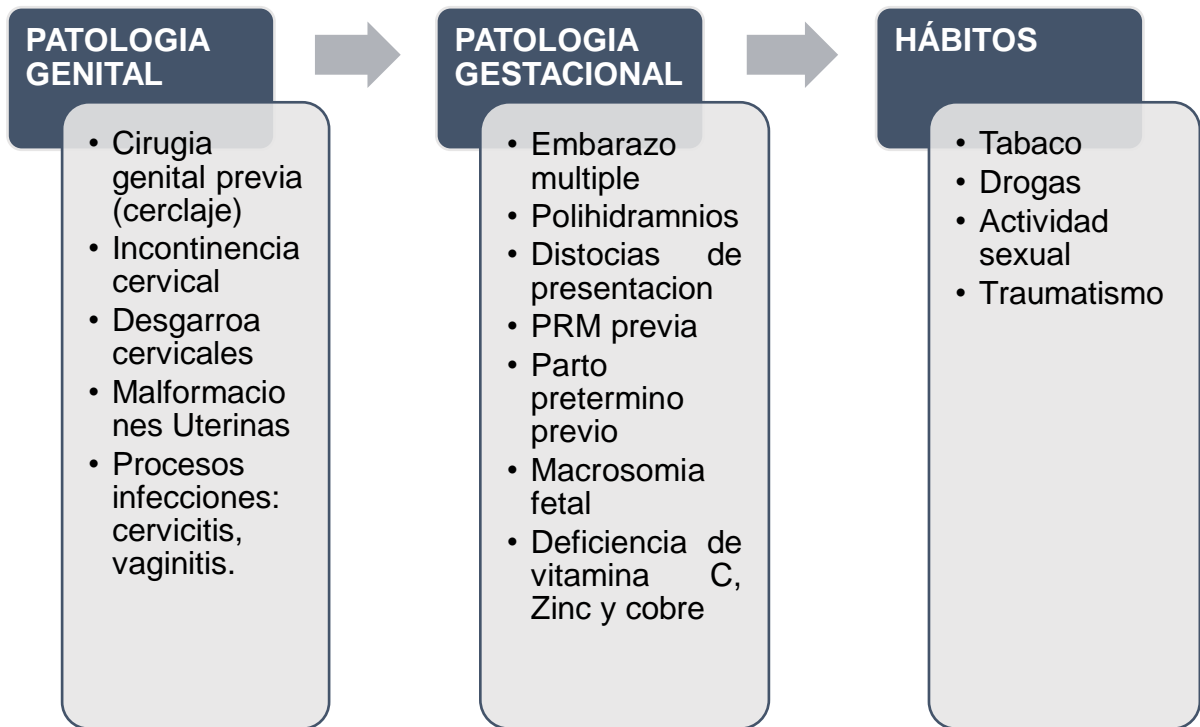 PATOLOGIA
GENITAL
• Cirugia
genital previa
(cerclaje)
• Incontinencia
cervical
• Desgarroa
cervicales
• Malformacio
nes Uterinas
• Procesos
infecciones:
cervicitis,
vaginitis.
PATOLOGIA
GESTACIONAL
• Embarazo
multiple
• Polihidramnios
• Distocias de
presentacion
• PRM previa
• Parto
pretermino
previo
• Macrosomia
fetal
• Deficiencia de
vitamina C,
Zinc y cobre
HÁBITOS
• Tabaco
• Drogas
• Actividad
sexual
• Traumatismo